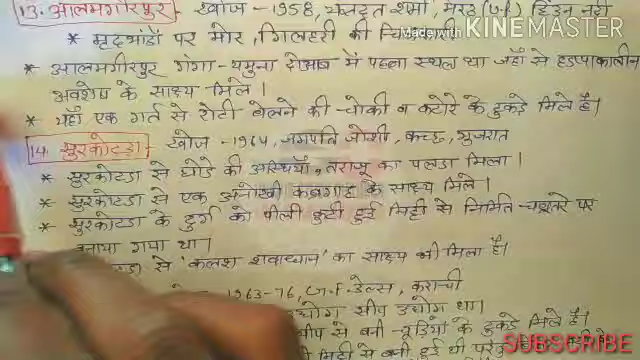 13. आलमगीरपुर - खोज - 1958, यज्ञदत्त शर्मा, मेरठ (U.P.) हिंडन नदी
* मृदभांडों पर मोर, गिलहरी की
Made with KINEMASTER
* आलमगीरपुर गंगा-यमुना दोआब में पहला स्थल था जहाँ से हडप्पाकालीन
अवशेष के साक्ष्य मिले।
* यहाँ एक गर्त से रोटी बेलने की चौकी व कटोरे के टुकडे मिले है।
14. सुरकोटडा - खोज - 1964, जगपति जोशी, कच्छ, गुजरात
* सुरकोटडा से घोडे की अस्थियाँ, तराजू का पलडा मिला।
* सुरकोटडा से एक अनोखी कब्रगाह के साक्ष्य मिले।
* सुरकोटडा के दुर्ग को पीली कुटी हुई मिट्टी से निर्मित चबूतरे पर
बनाया गया था।
से 'कलश शवाधान' का साक्ष्य भी मिला है।
1963-76, J.F. डेल्स, कराची
उद्योग सीप उद्योग था।
सीप से बनी चूडियों के टुकडे मिले है।
मिट्टी से बनी हुई थी
SUBSCRIBE